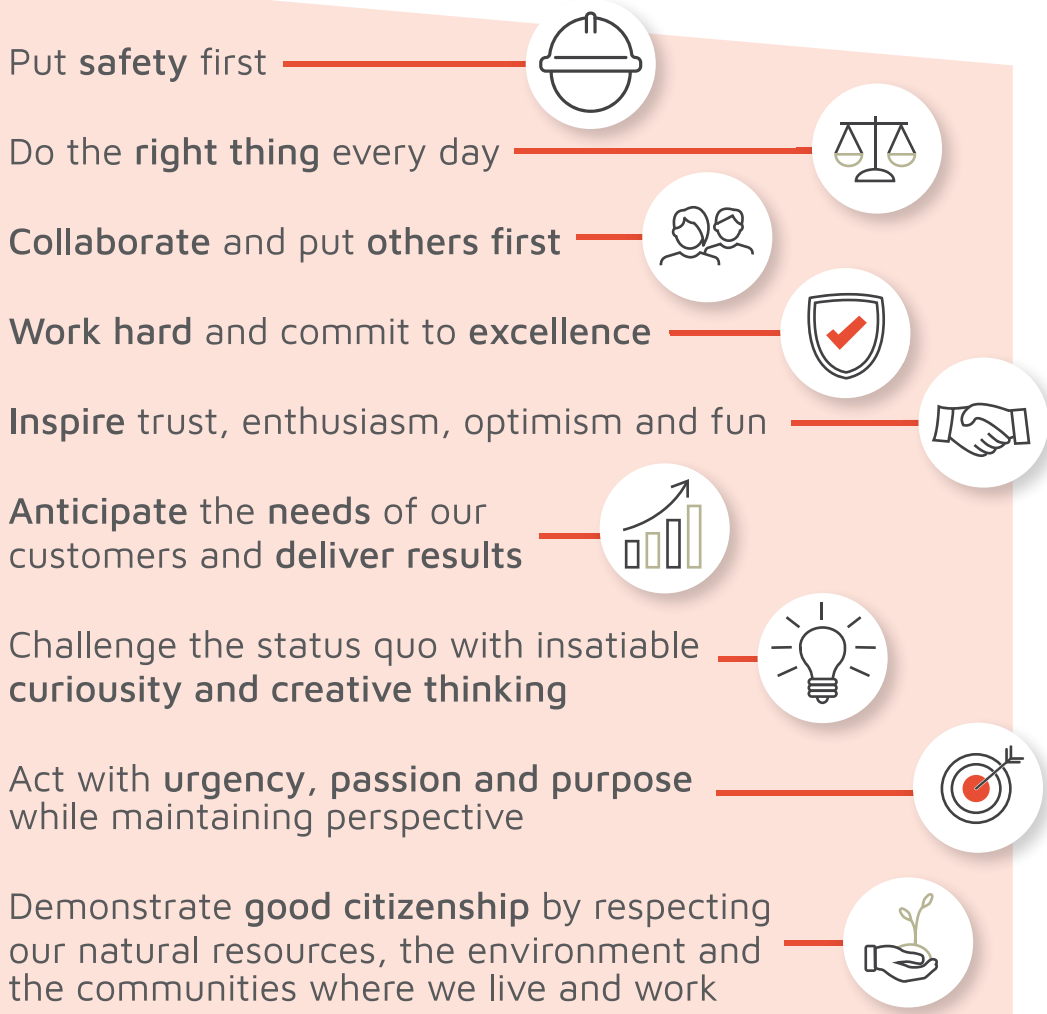 Put safety first
Do the right thing every day
Collaborate and put others first
Work hard and commit to excellence
Inspire trust, enthusiasm, optimism and fun
Anticipate the needs of our
customers and deliver results
Challenge the status quo with insatiable
curiousity and creative thinking
Act with urgency, passion and purpose
while maintaining perspective
Demonstrate good citizenship by respecting
our natural resources, the environment and
the communities where we live and work